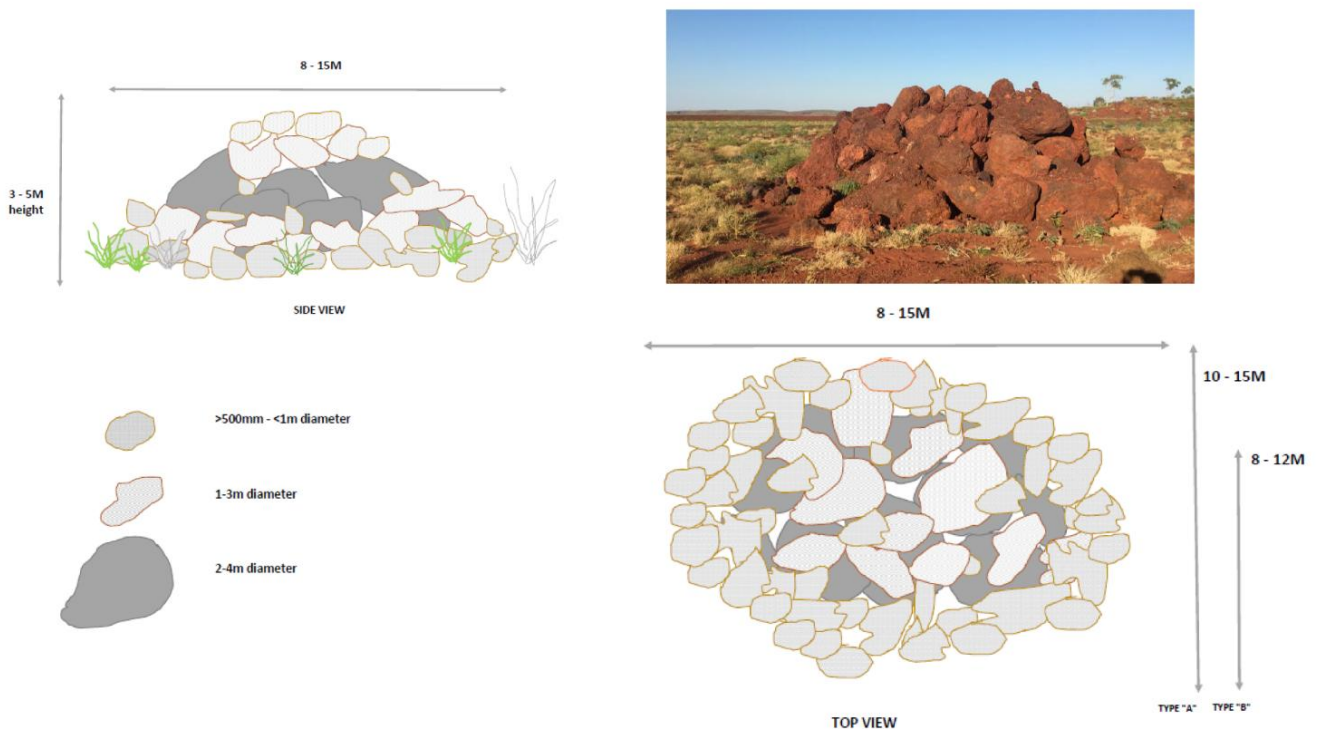 8 - 15M
3 - 5M
height
SIDE VIEW
>500mm - <1m diameter
1-3m diameter
2-4m diameter
8 - 15M
10 - 15M
8 - 12M
TYPE "A"
TYPE "B"
TOP VIEW